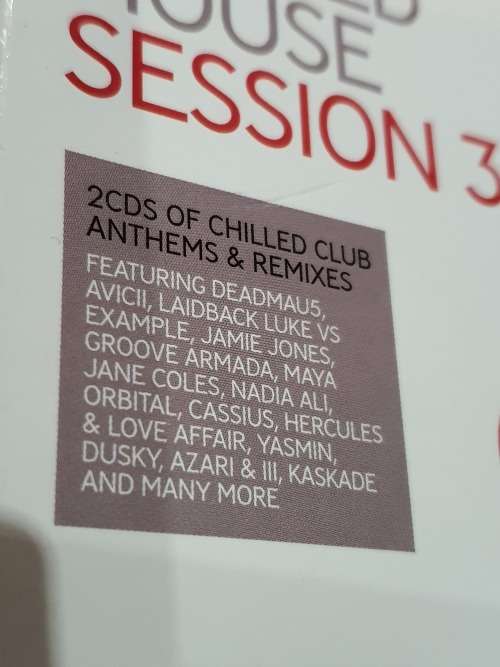 HOUSE
SESSION 3
2CDS OF CHILLED CLUB
ANTHEMS & REMIXES
FEATURING DEADMAU5,
AVICII, LAIDBACK LUKE VS
EXAMPLE, JAMIE JONES,
GROOVE ARMADA, MAYA
JANE COLES, NADIA ALI,
ORBITAL, CASSIUS, HERCULES
& LOVE AFFAIR, YASMIN,
DUSKY, AZARI & III, KASKADE
AND MANY MORE